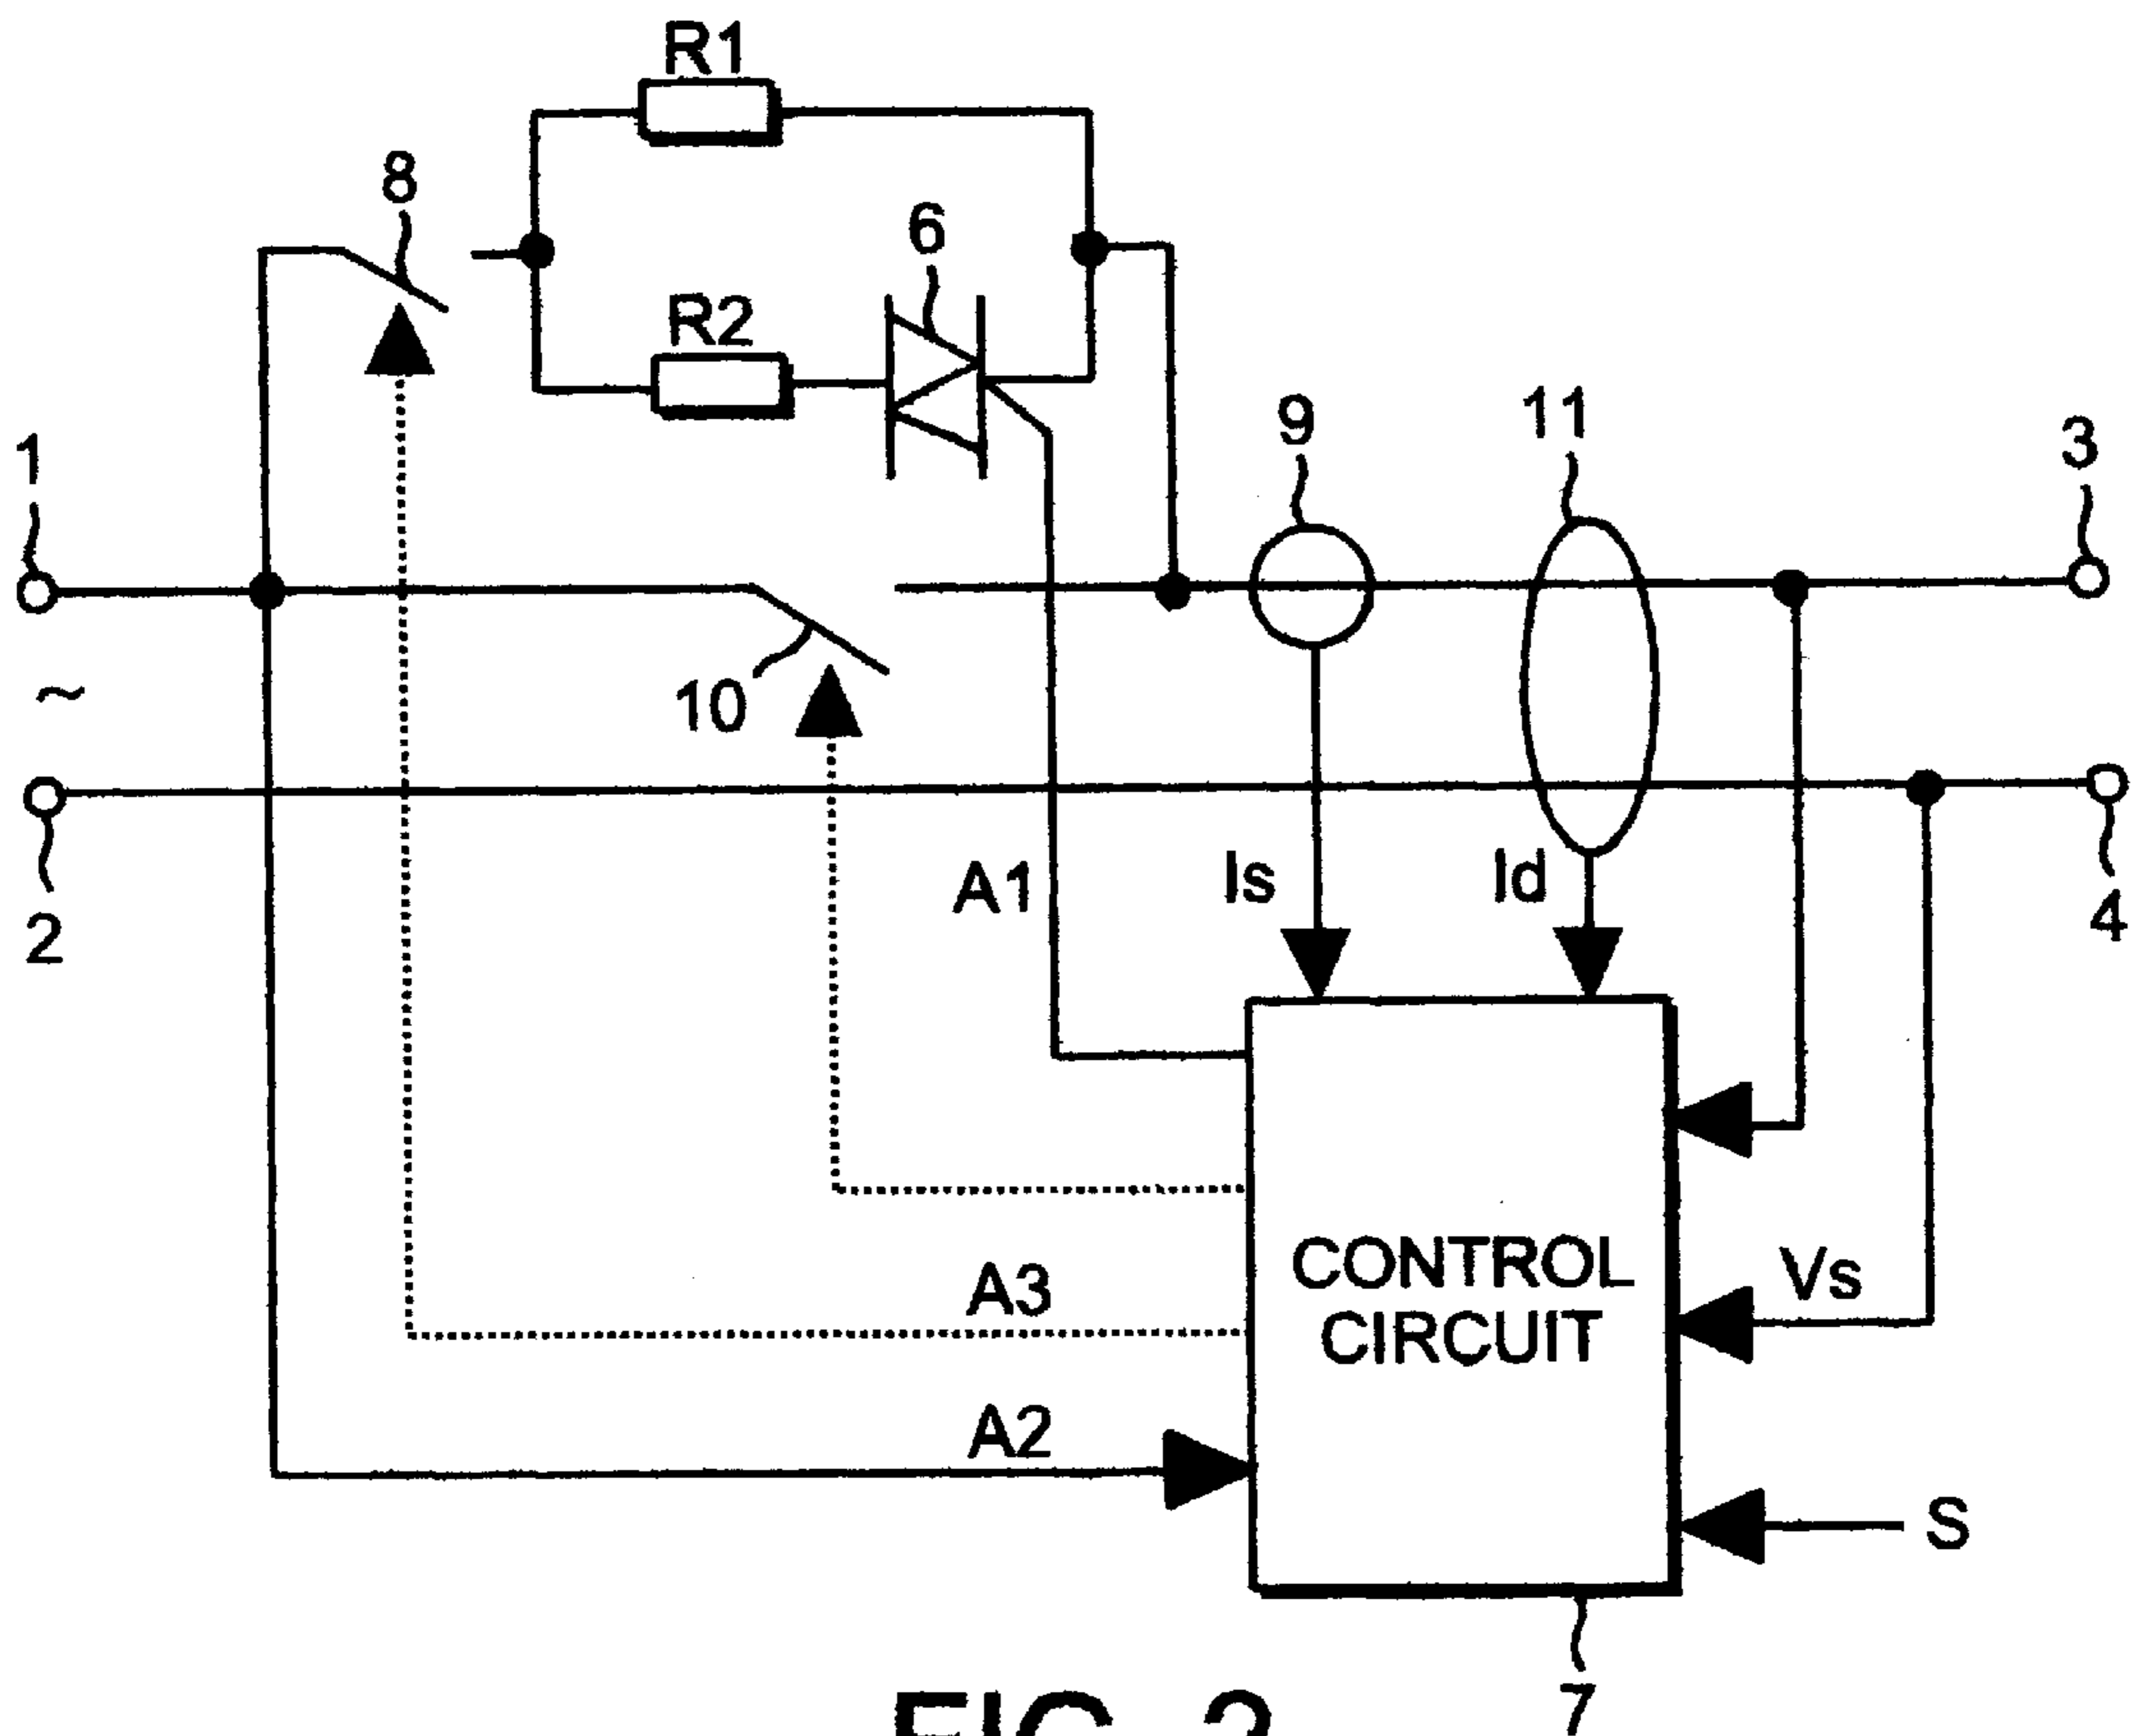 R1
8
6
R2
9
11
1
3
10
~
A1
Is
Id
2
4
A3
CONTROL
CIRCUIT
Vs
A2
S
7
FIG. 2